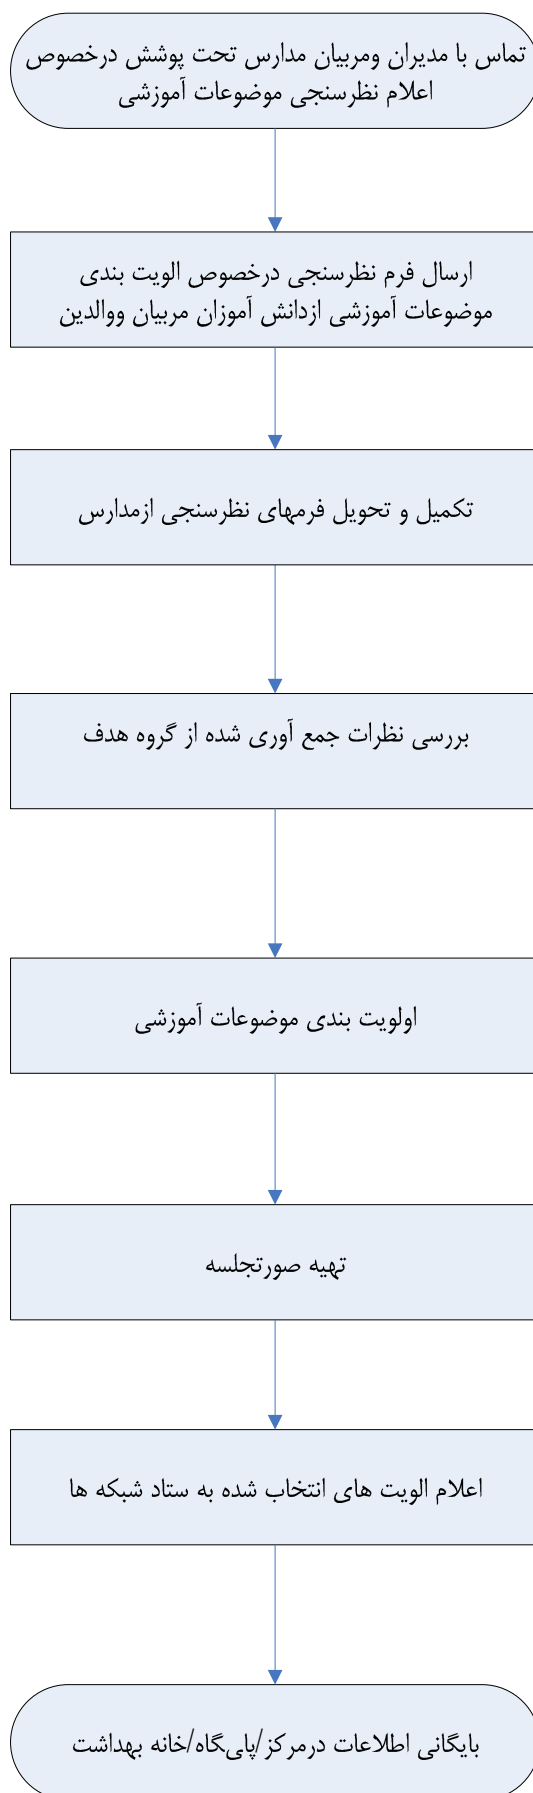 تماس با مدیران ومربیان مدارس تحت پوشش درخصوص
اعلام نظرسنجی موضوعات آموزشی
ارسال فرم نظرسنجی درخصوص الویت بندی
موضوعات آموزشی ازدانش آموزان مربیان ووالدین
تکمیل و تحویل فرمهای نظرسنجی ازمدارس
بررسی نظرات جمع آوری شده از گروه هدف
اولویت بندی موضوعات آموزشی
تهیه صورتجلسه
اعلام الویت های انتخاب شده به ستاد شبکه ها
بایگانی اطلاعات درمرکز/پایگاه/خانه بهداشت